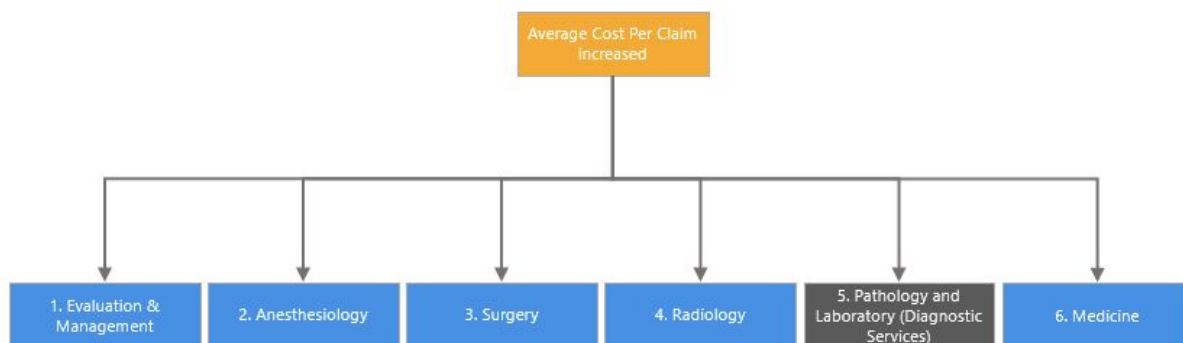 Average Cost Per Claim
increased
1. Evaluation &
Management
2. Anesthesiology
3. Surgery
4. Radiology
5. Pathology and
Laboratory (Diagnostic
Services)
6. Medicine